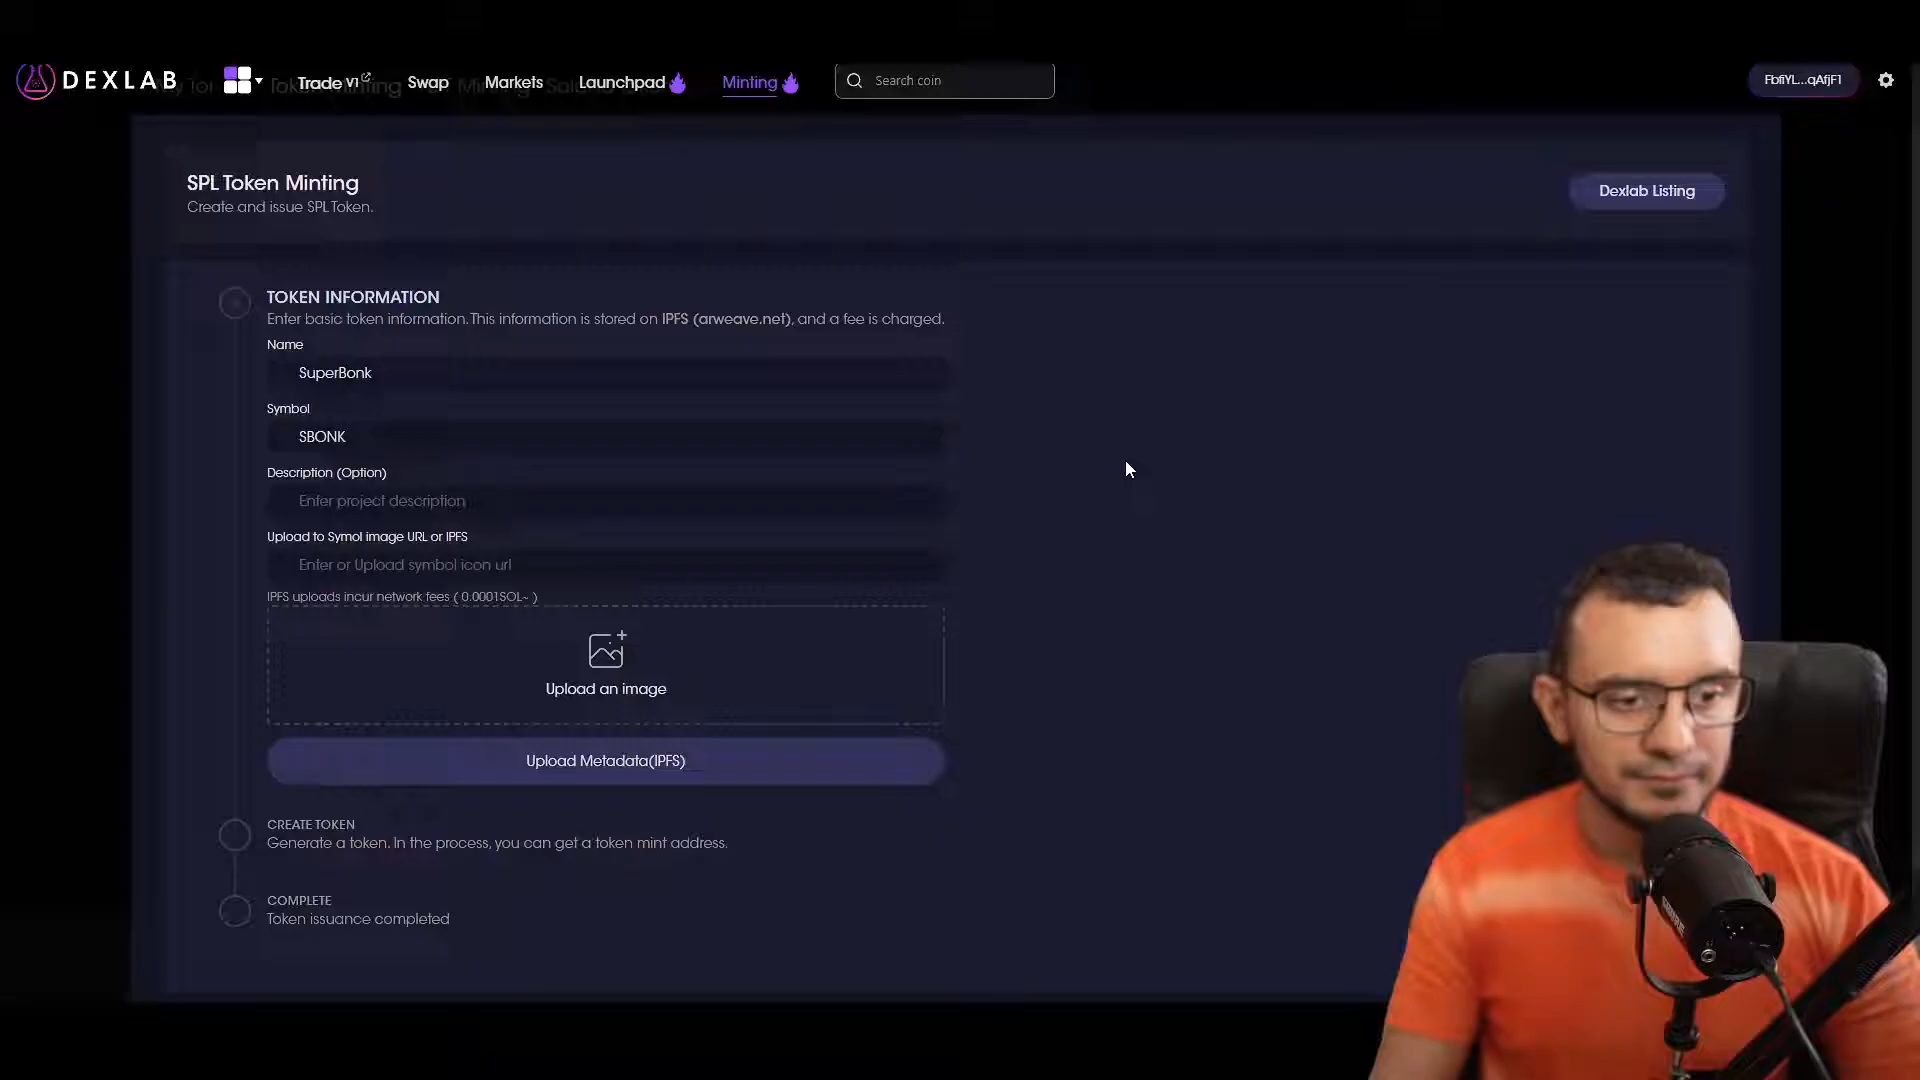 DEXLAB
Trade V1
Swap
Markets
Launchpad
Minting
Search coin
FbfiYL...qAfjF1
SPL Token Minting
Create and issue SPL Token.
Dexlab Listing
TOKEN INFORMATION
Enter basic token information. This information is stored on IPFS (arweave.net), and a fee is charged.
Name
SuperBonk
Symbol
SBONK
Description (Option)
Enter project description
Upload to Symol image URL or IPFS
Enter or Upload symbol icon url
IPFS uploads incur network fees ( 0.0001SOL~ )
Upload an image
Upload Metadata(IPFS)
CREATE TOKEN
Generate a token. In the process, you can get a token mint address.
COMPLETE
Token issuance completed